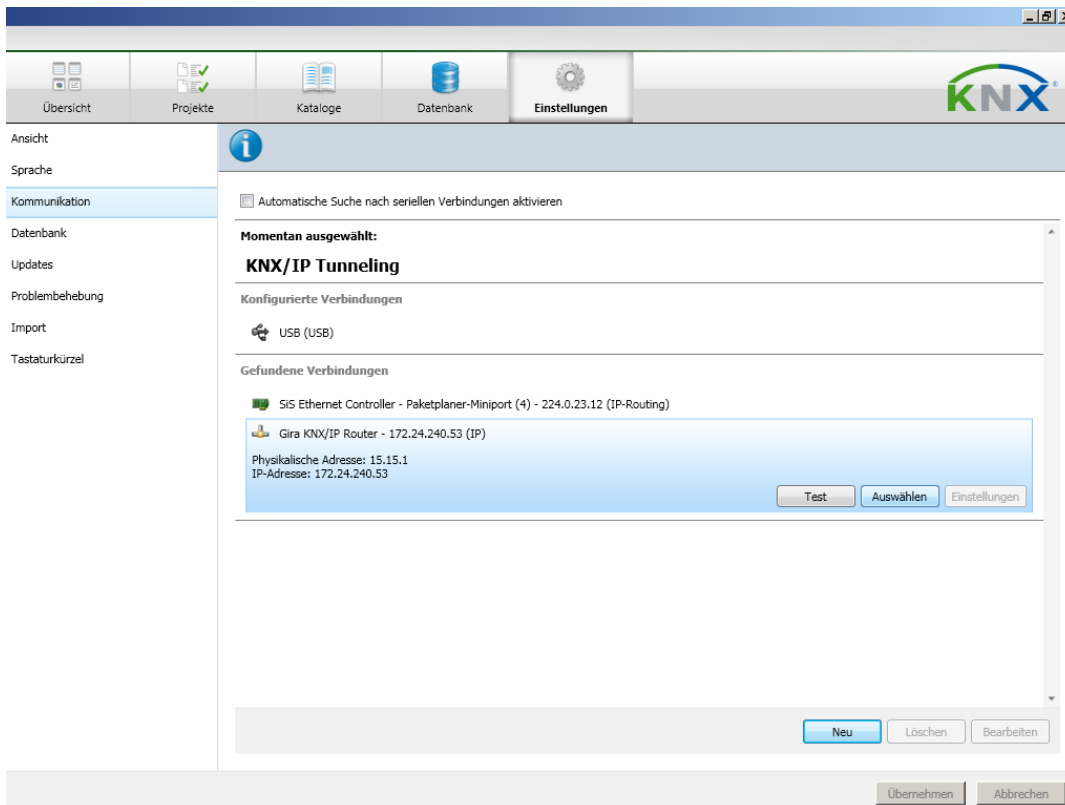 Übersicht
Projekte
Kataloge
Datenbank
Einstellungen
KNX®
Ansicht
Sprache
Kommunikation
Datenbank
Updates
Problembehebung
Import
Tastaturkürzel
Automatische Suche nach seriellen Verbindungen aktivieren
Momentan ausgewählt:
KNX/IP Tunneling
Konfigurierte Verbindungen
USB (USB)
Gefundene Verbindungen
SiS Ethernet Controller - Paketplaner-Miniport (4) - 224.0.23.12 (IP-Routing)
Gira KNX/IP Router - 172.24.240.53 (IP)
Physikalische Adresse: 15.15.1
IP-Adresse: 172.24.240.53
Test Auswählen Einstellungen
Neu Löschen Bearbeiten
Übernehmen Abbrechen